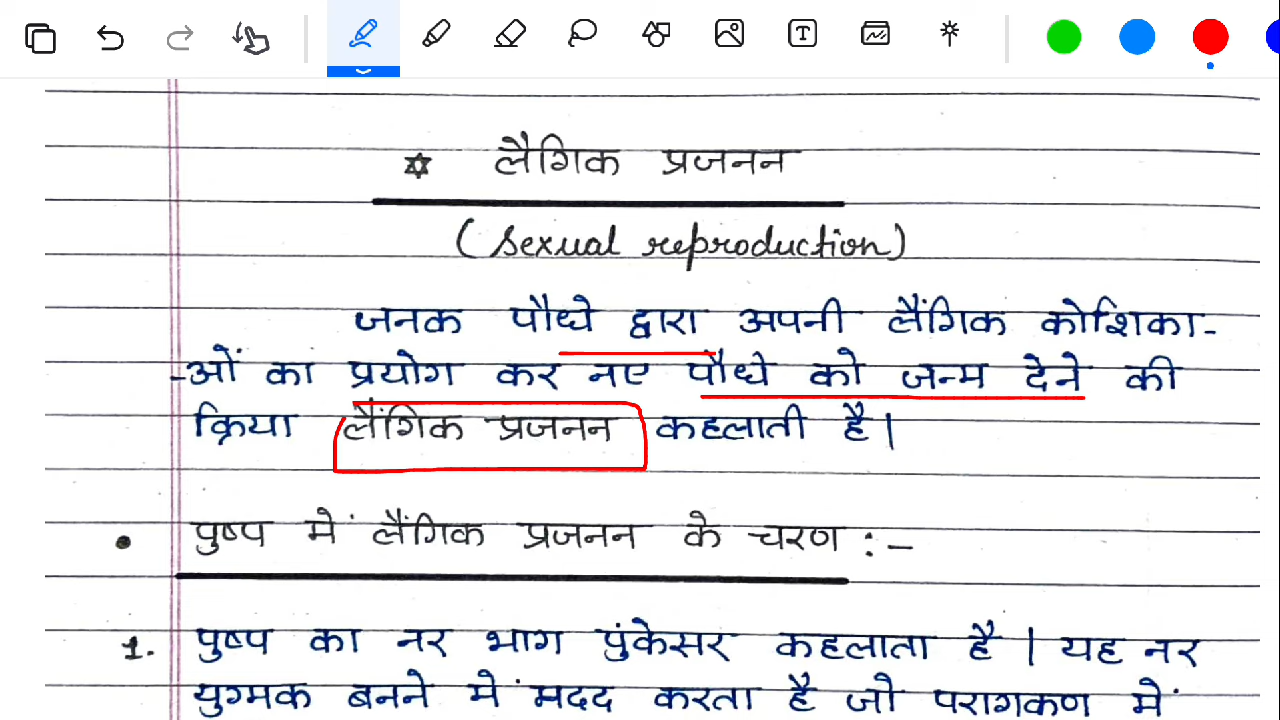 लैगिक प्रजनन
(Sexual reproduction)
जनक पौधे द्वारा अपनी लैंगिक कोशिका-
-ओं का प्रयोग कर नए पौधे को जन्म देने की
क्रिया लैंगिक प्रजनन कहलाती है।
• पुष्प में लैंगिक प्रजनन के चरण :-
1. पुष्प का नर भाग पुंकेसर कहलाता है। यह नर
युग्मक बनने में मदद करता है जो परागकण में